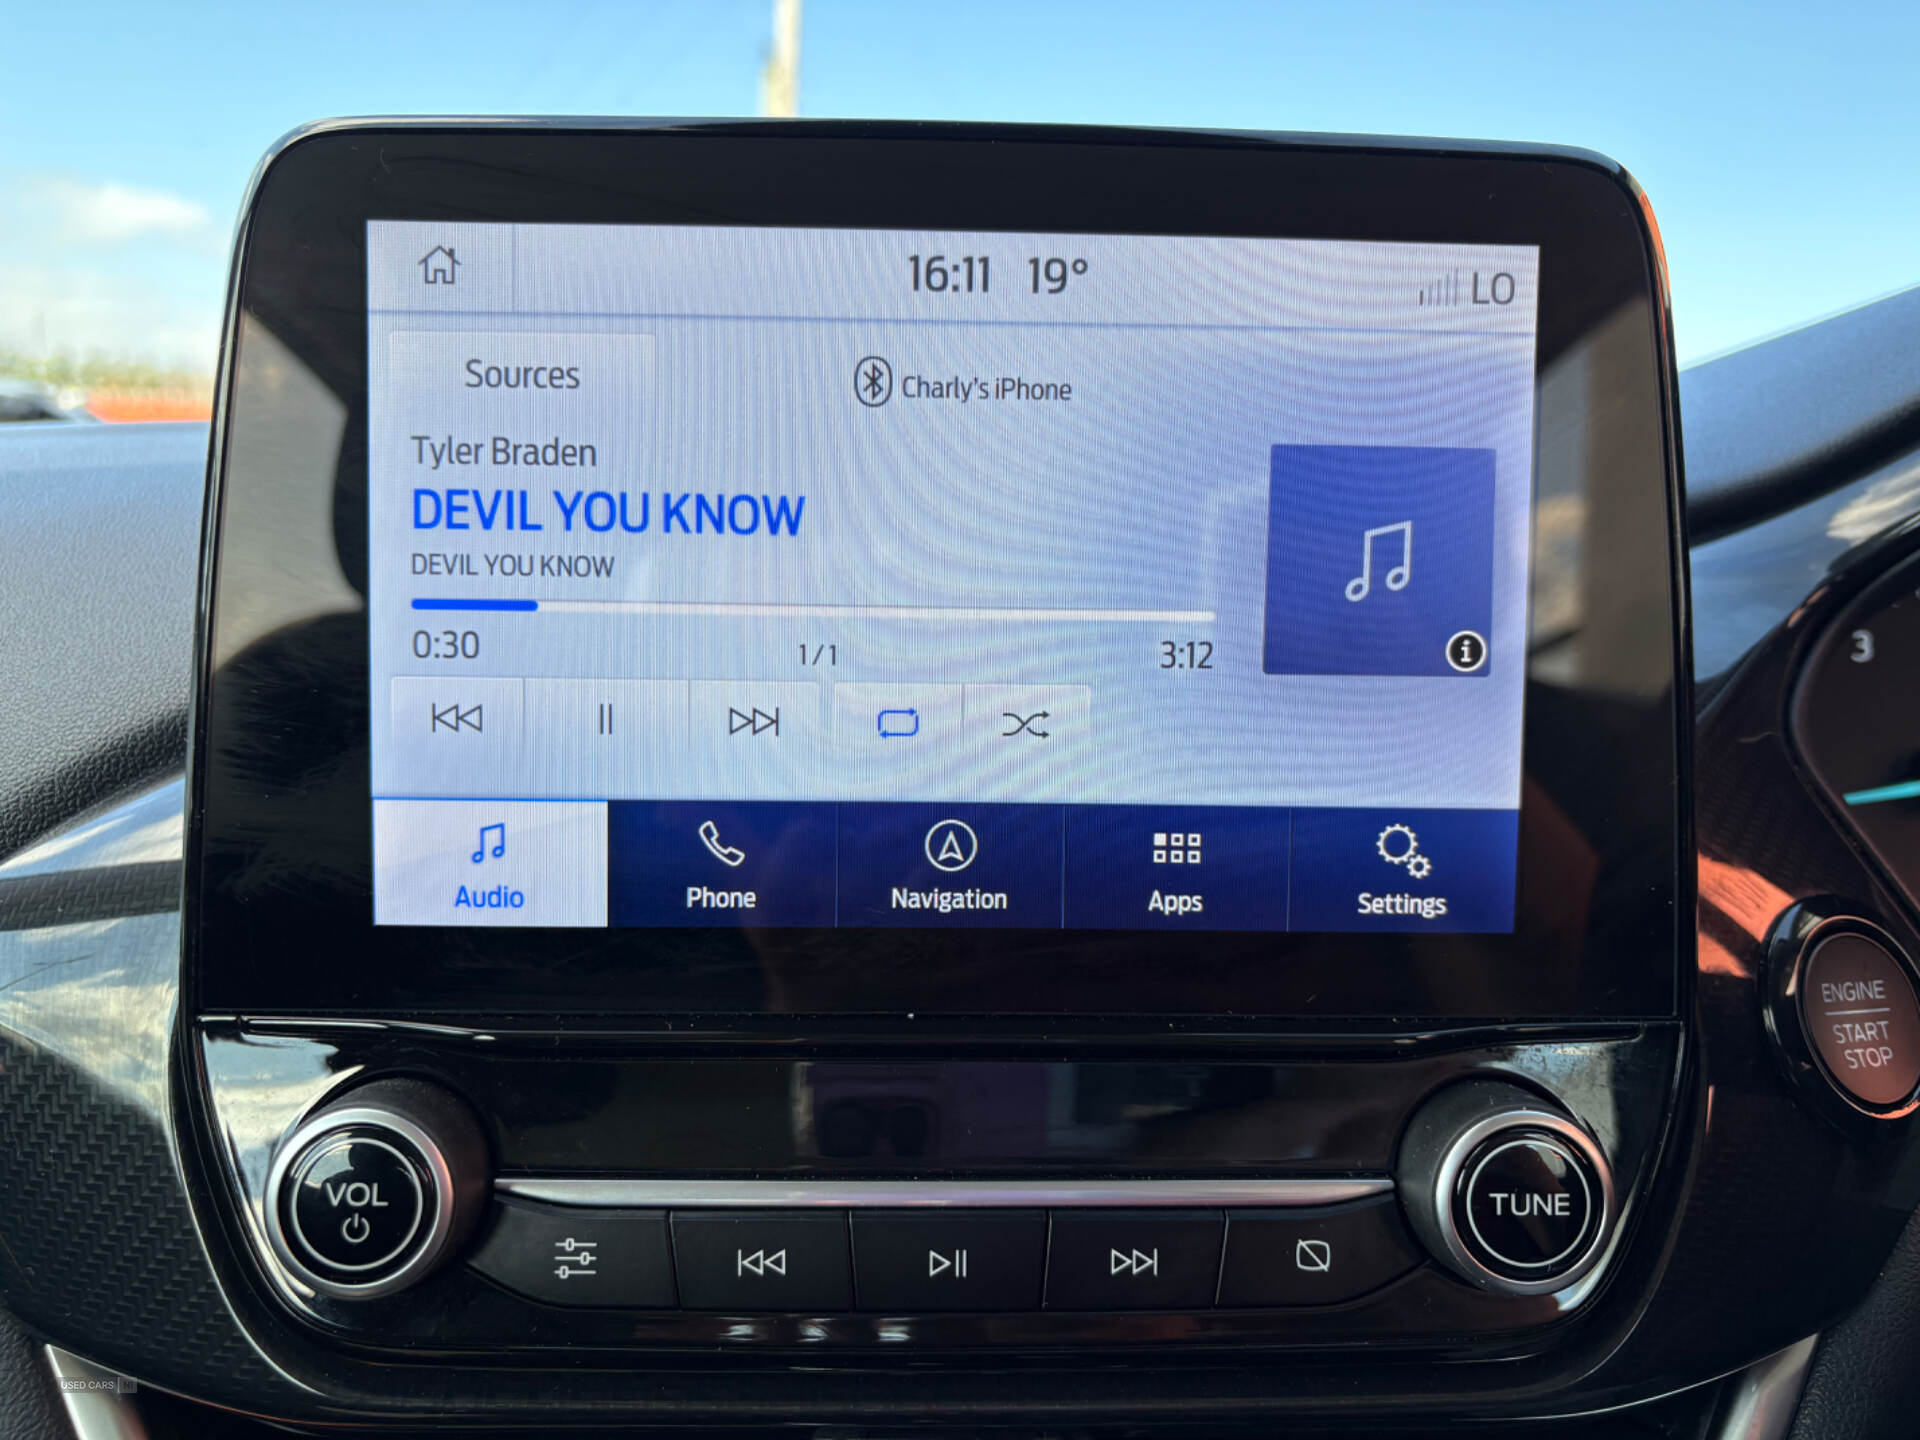 16:11 19°
LO
Sources
Charly's iPhone
Tyler Braden
DEVIL YOU KNOW
DEVIL YOU KNOW
0:30
1/1
3:12
Audio
Phone
Navigation
Apps
Settings
3
ENGINE
START
STOP
VOL
TUNE
USED CARS NI